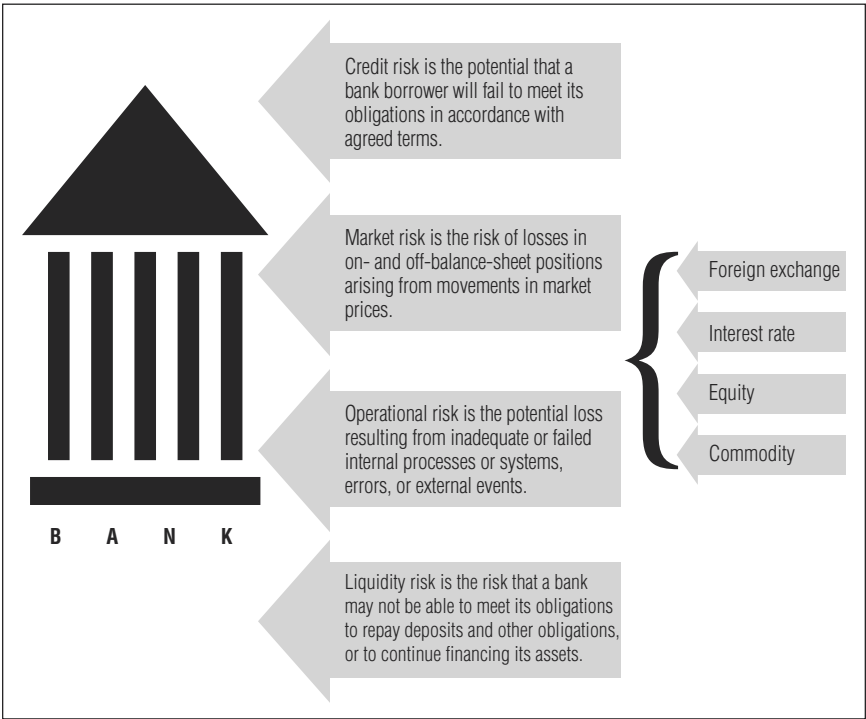 Credit risk is the potential that a
bank borrower will fail to meet its
obligations in accordance with
agreed terms.
Market risk is the risk of losses in
on- and off-balance-sheet positions
arising from movements in market
prices.
Foreign exchange
Interest rate
Equity
Commodity
Operational risk is the potential loss
resulting from inadequate or failed
internal processes or systems,
errors, or external events.
B A N K
Liquidity risk is the risk that a bank
may not be able to meet its obligations
to repay deposits and other obligations,
or to continue financing its assets.